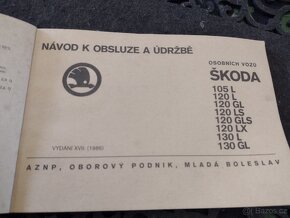 NÁVOD K OBSLUZE A ÚDRŽBĚ
OSOBNÍCH VOZŮ
ŠKODA
105 L
120 L
120 GL
120 LS
120 GLS
120 LX
130 L
130 GL
VYDÁNÍ XVIII (1986)
AZNP, OBOROVÝ PODNIK, MLADÁ BOLESLAV